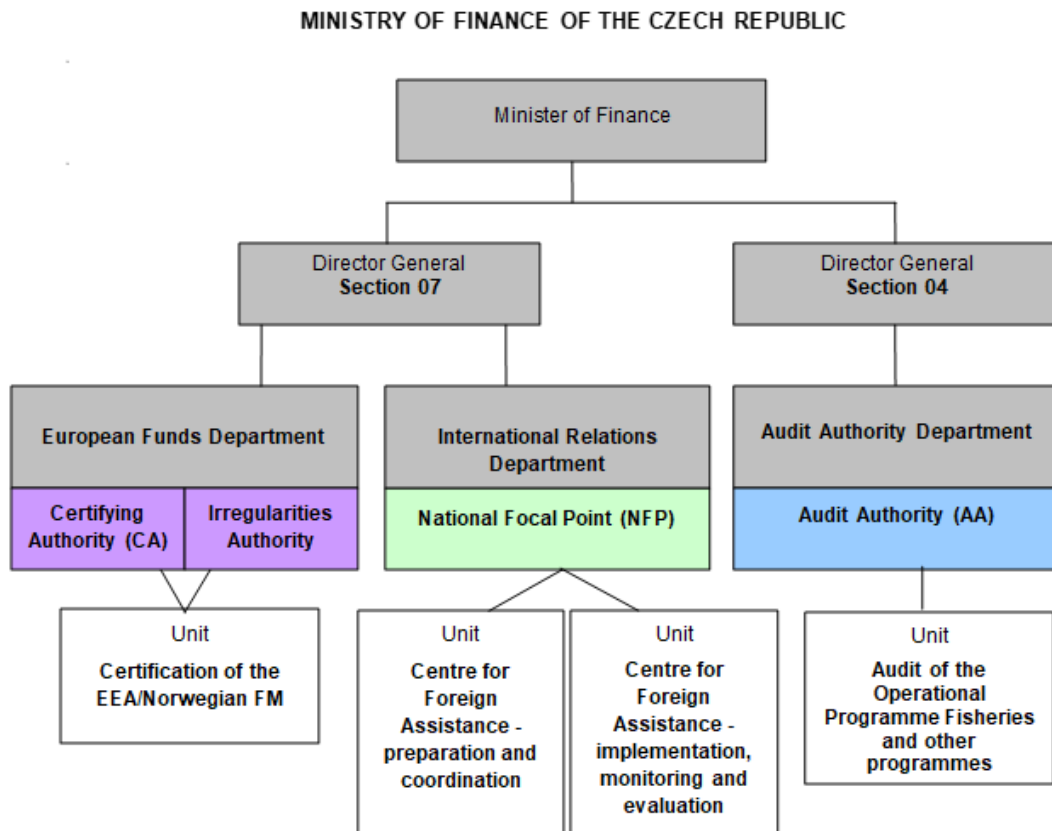 MINISTRY OF FINANCE OF THE CZECH REPUBLIC
Minister of Finance
Director General
Section 07
Director General
Section 04
European Funds Department
International Relations
Department
Audit Authority Department
Certifying
Authority (CA)
Irregularities
Authority
National Focal Point (NFP)
Audit Authority (AA)
Unit
Certification of the
EEA/Norwegian FM
Unit
Centre for
Foreign
Assistance -
preparation and
coordination
Unit
Centre for
Foreign
Assistance -
implementation,
monitoring and
evaluation
Unit
Audit of the
Operational
Programme Fisheries
and other
programmes